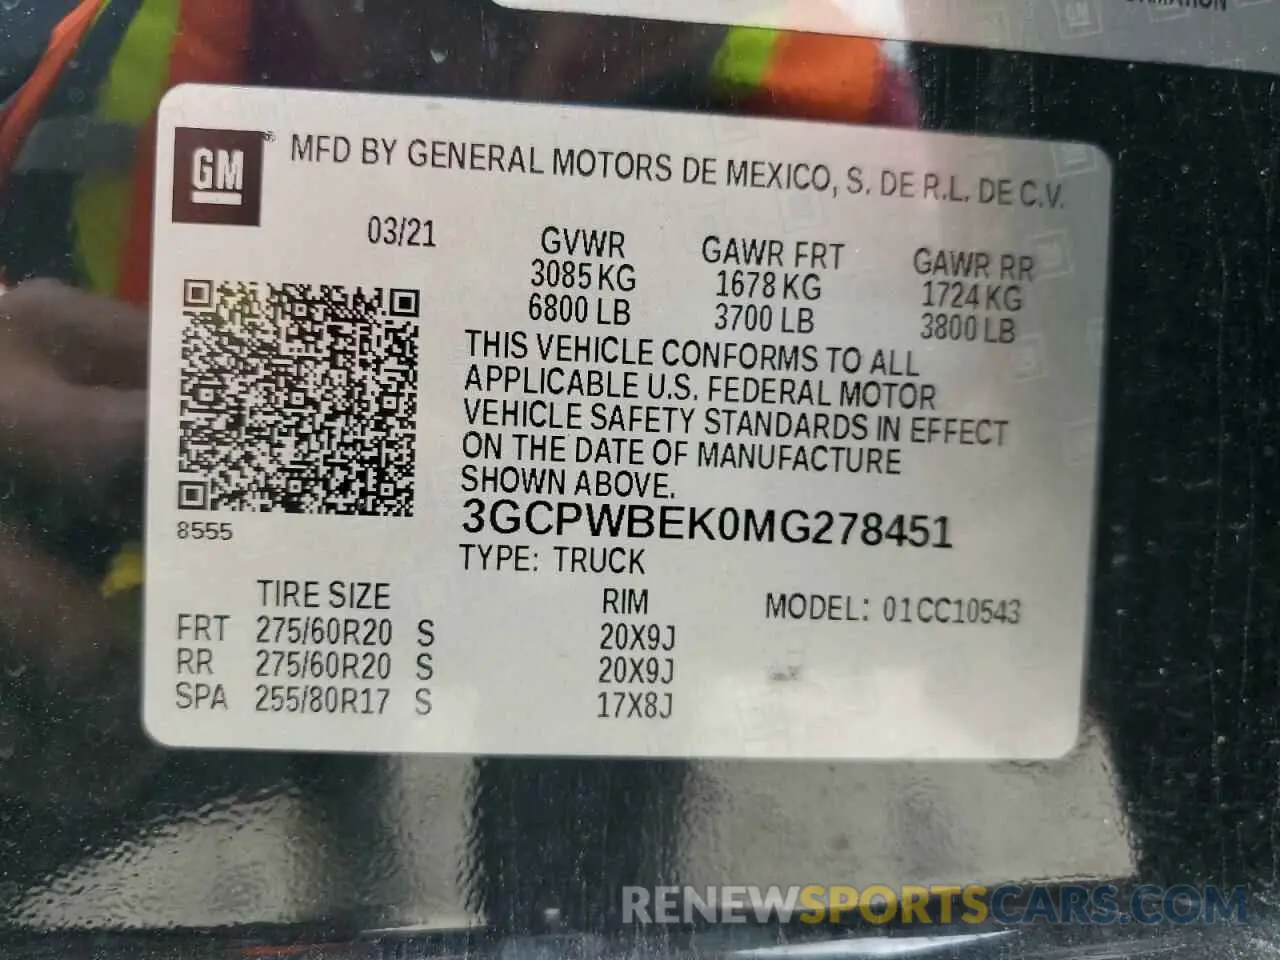 GM
GM MFD BY GENERAL MOTORS DE MEXICO, S. DE R.L. DE C.V.
03/21
GVWR GAWR FRT GAWR RR
3085 KG 1678 KG 1724 KG
6800 LB 3700 LB 3800 LB
THIS VEHICLE CONFORMS TO ALL
APPLICABLE U.S. FEDERAL MOTOR
VEHICLE SAFETY STANDARDS IN EFFECT
ON THE DATE OF MANUFACTURE
SHOWN ABOVE.
3GCPWBEK0MG278451
8555
TYPE: TRUCK
TIRE SIZE RIM MODEL: 01CC10543
FRT 275/60R20 S 20X9J
RR 275/60R20 S 20X9J
SPA 255/80R17 S 17X8J
RENEWSPORTSCARS.COM